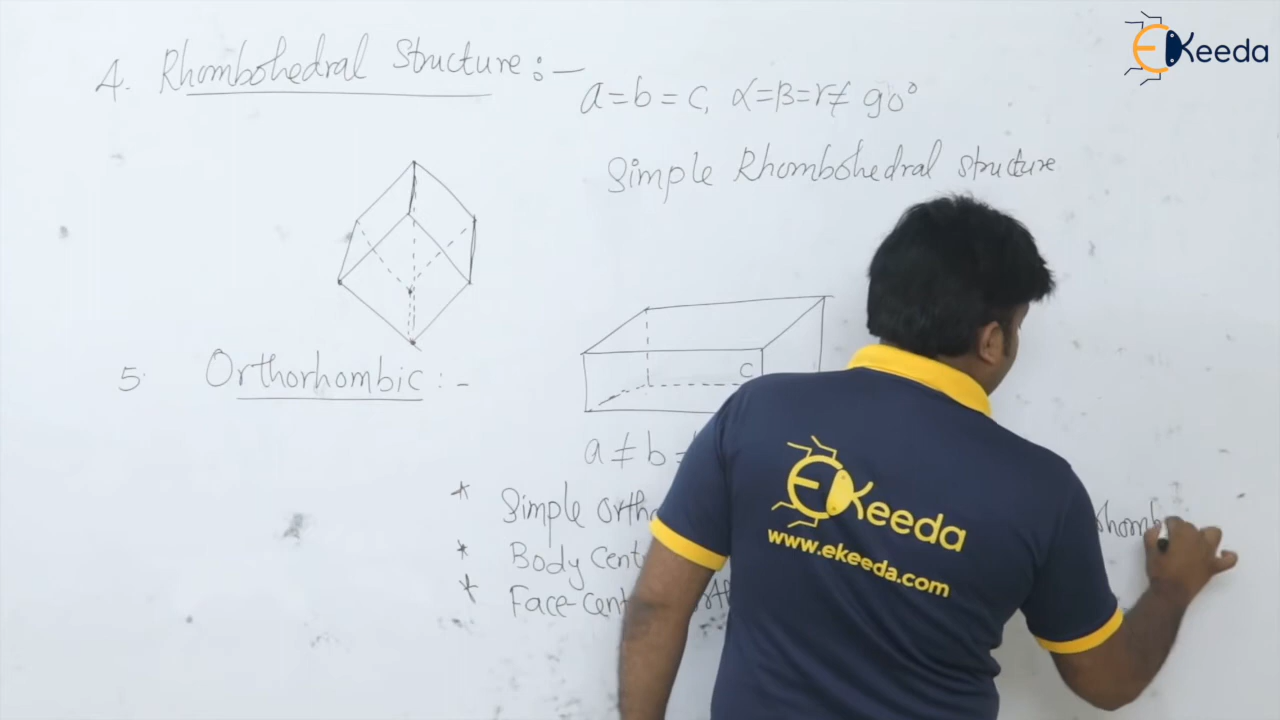 EKeeda
4. Rhombohedral Structure :-
a = b = c, α = β = γ ≠ 90°
Simple Rhombohedral structure
5. Orthorhombic :-
C
a ≠ b ≠
* Simple ortho
* Body Cent
* Face-Cent
rhomb
EKeeda
www.ekeeda.com